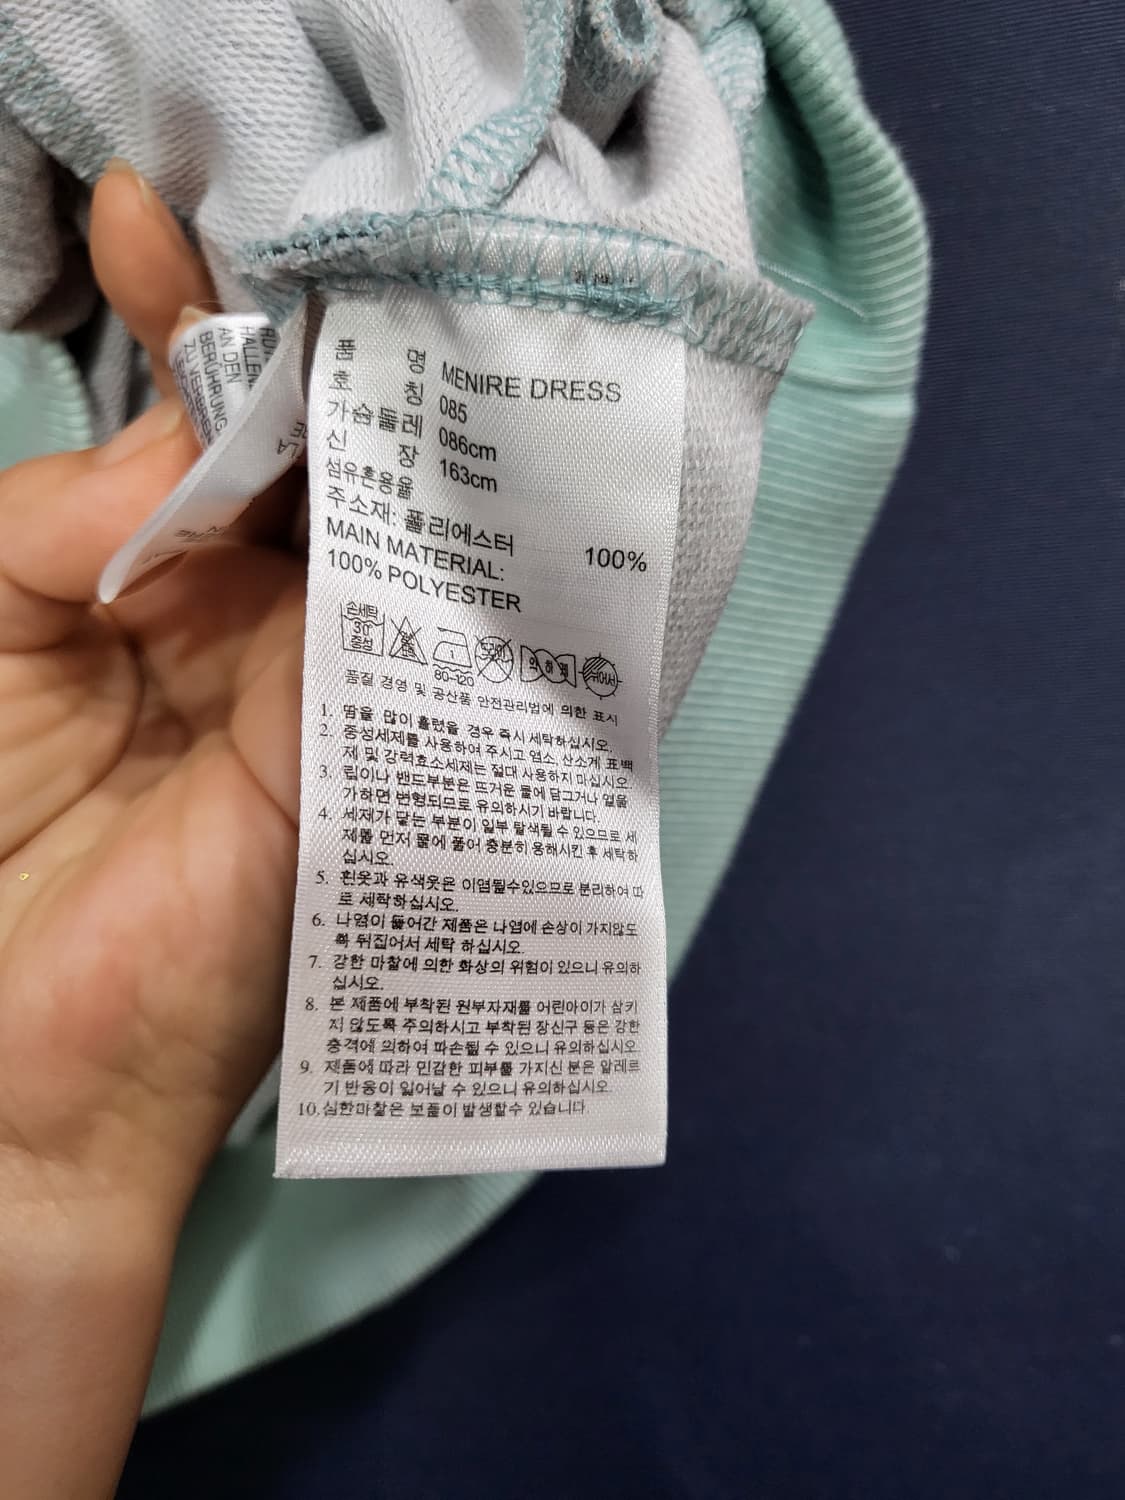 품 명 MENIRE DRESS
호 칭 085
가슴둘레 086cm
신 장 163cm
섬유혼용율
주소재: 폴리에스터 100%
MAIN MATERIAL:
100% POLYESTER
손세탁
30
중성
80~120
드라이
약하게
뉘어서
품질 경영 및 공산품 안전관리법에 의한 표시
1. 땀을 많이 흘렸을 경우 즉시 세탁하십시오.
2. 중성세제를 사용하여 주시고 염소, 산소계 표백
제 및 강력효소세제는 절대 사용하지 마십시오.
3. 립이나 밴드부분은 뜨거운 물에 담그거나 열을
가하면 변형되므로 유의하시기 바랍니다.
4. 세제가 닿는 부분이 일부 탈색될 수 있으므로 세
제를 먼저 물에 풀어 충분히 용해시킨 후 세탁하
십시오.
5. 흰옷과 유색옷은 이염될수있으므로 분리하여 따
로 세탁하십시오.
6. 나염이 들어간 제품은 나염에 손상이 가지않도
록 뒤집어서 세탁 하십시오.
7. 강한 마찰에 의한 화상의 위험이 있으니 유의하
십시오.
8. 본 제품에 부착된 원부자재를 어린아이가 삼키
지 않도록 주의하시고 부착된 장신구 등은 강한
충격에 의하여 파손될 수 있으니 유의하십시오.
9. 제품에 따라 민감한 피부를 가지신 분은 알레르
기 반응이 일어날 수 있으니 유의하십시오.
10.심한마찰은 보풀이 발생할수 있습니다.
HALLEN
AN DEN
BERÜHRUNG